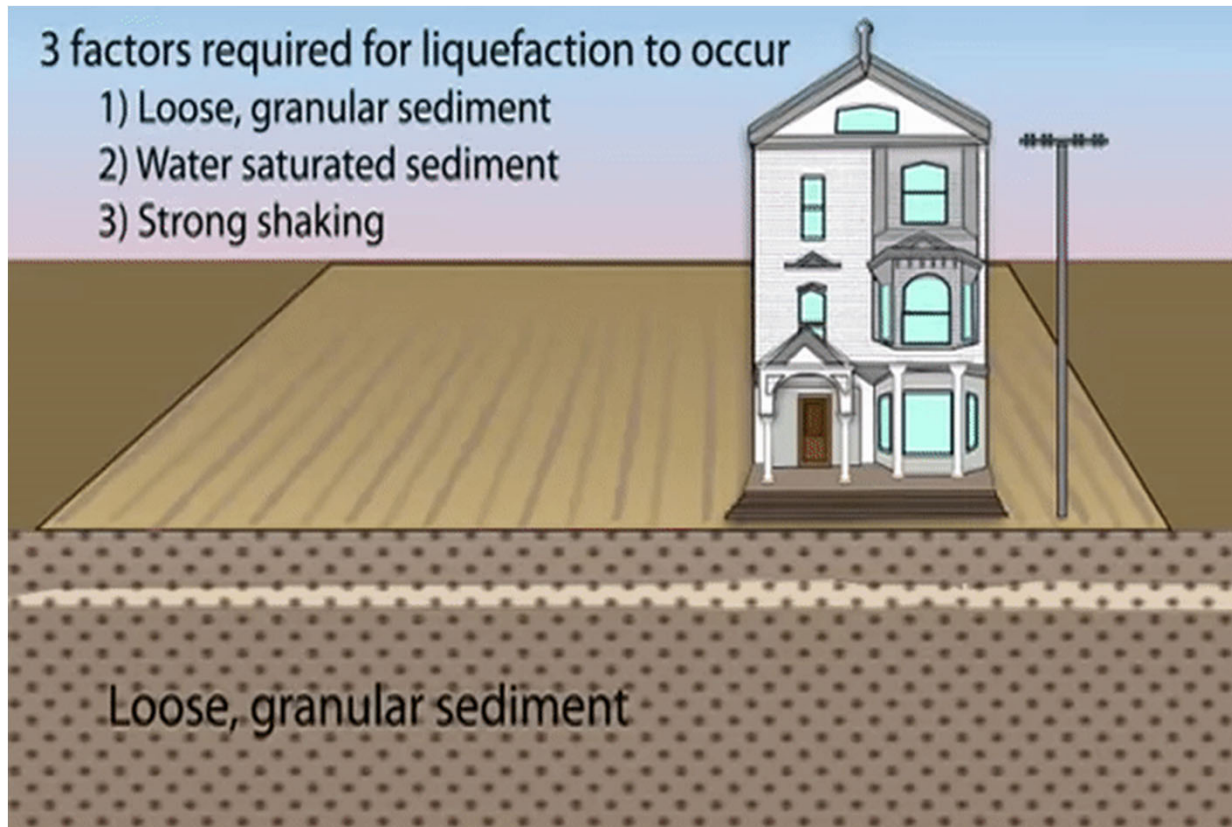 3 factors required for liquefaction to occur
1) Loose, granular sediment
2) Water saturated sediment
3) Strong shaking
Loose, granular sediment